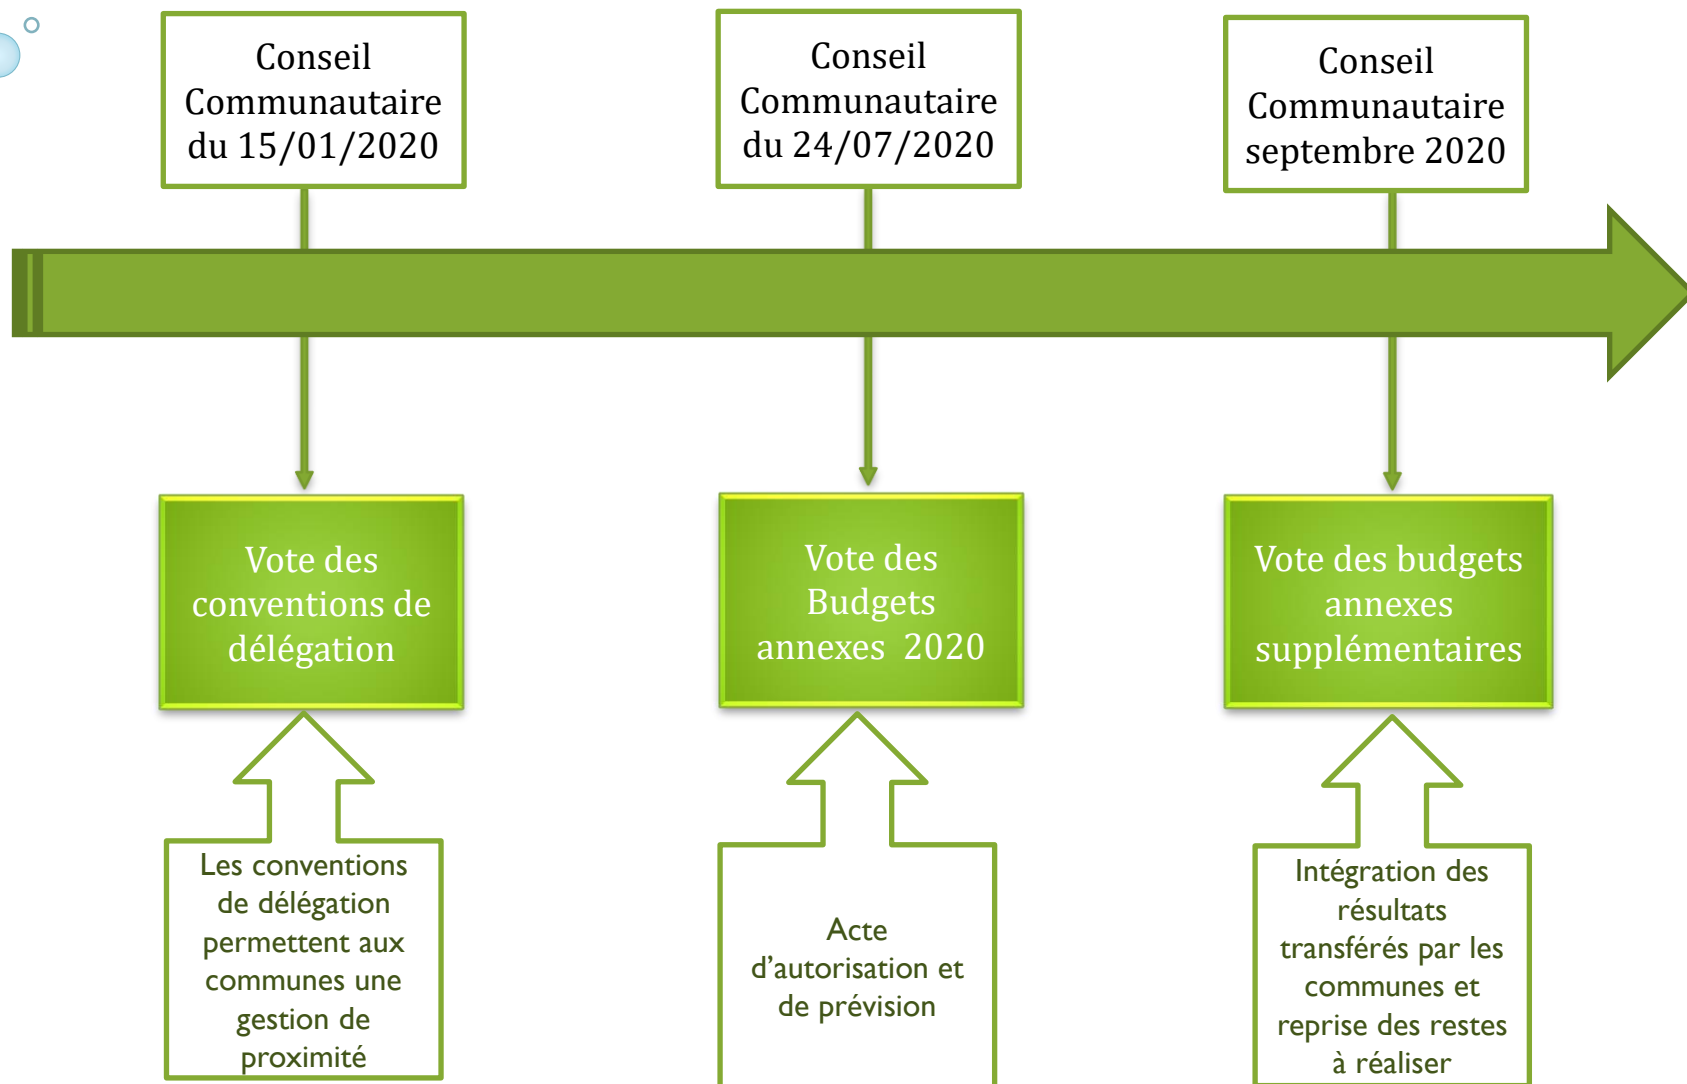 Conseil
Communautaire
du 15/01/2020
Conseil
Communautaire
du 24/07/2020
Conseil
Communautaire
septembre 2020
Vote des
conventions de
délégation
Vote des
Budgets
annexes 2020
Vote des budgets
annexes
supplémentaires
Les conventions
de délégation
permettent aux
communes une
gestion de
proximité
Acte
d’autorisation et
de prévision
Intégration des
résultats
transférés par les
communes et
reprise des restes
à réaliser